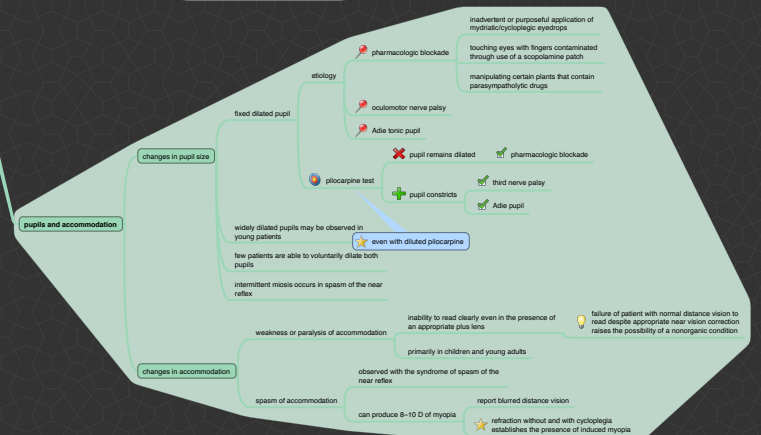 pupils and accommodation
changes in pupil size
fixed dilated pupil
etiology
pharmacologic blockade
inadvertent or purposeful application of
mydriatic/cycloplegic eyedrops
touching eyes with fingers contaminated
through use of a scopolamine patch
manipulating certain plants that contain
parasympatholytic drugs
oculomotor nerve palsy
Adie tonic pupil
pilocarpine test
pupil remains dilated
pharmacologic blockade
pupil constricts
third nerve palsy
Adie pupil
even with diluted pilocarpine
widely dilated pupils may be observed in
young patients
few patients are able to voluntarily dilate both
pupils
intermittent miosis occurs in spasm of the near
reflex
changes in accommodation
weakness or paralysis of accommodation
inability to read clearly even in the presence of
an appropriate plus lens
failure of patient with normal distance vision to
read despite appropriate near vision correction
raises the possibility of a nonorganic condition
primarily in children and young adults
spasm of accommodation
observed with the syndrome of spasm of the
near reflex
can produce 8–10 D of myopia
report blurred distance vision
refraction without and with cycloplegia
establishes the presence of induced myopia